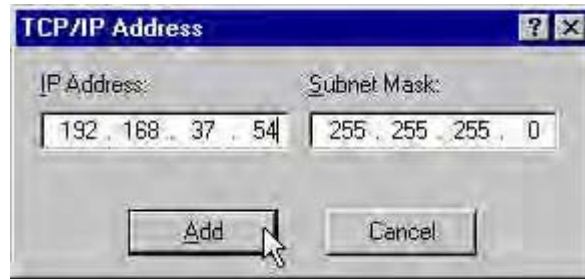 TCP/IP Address
IP Address: Subnet Mask:
192 . 168 . 37 . 54 255 . 255 . 255 . 0
Add Cancel